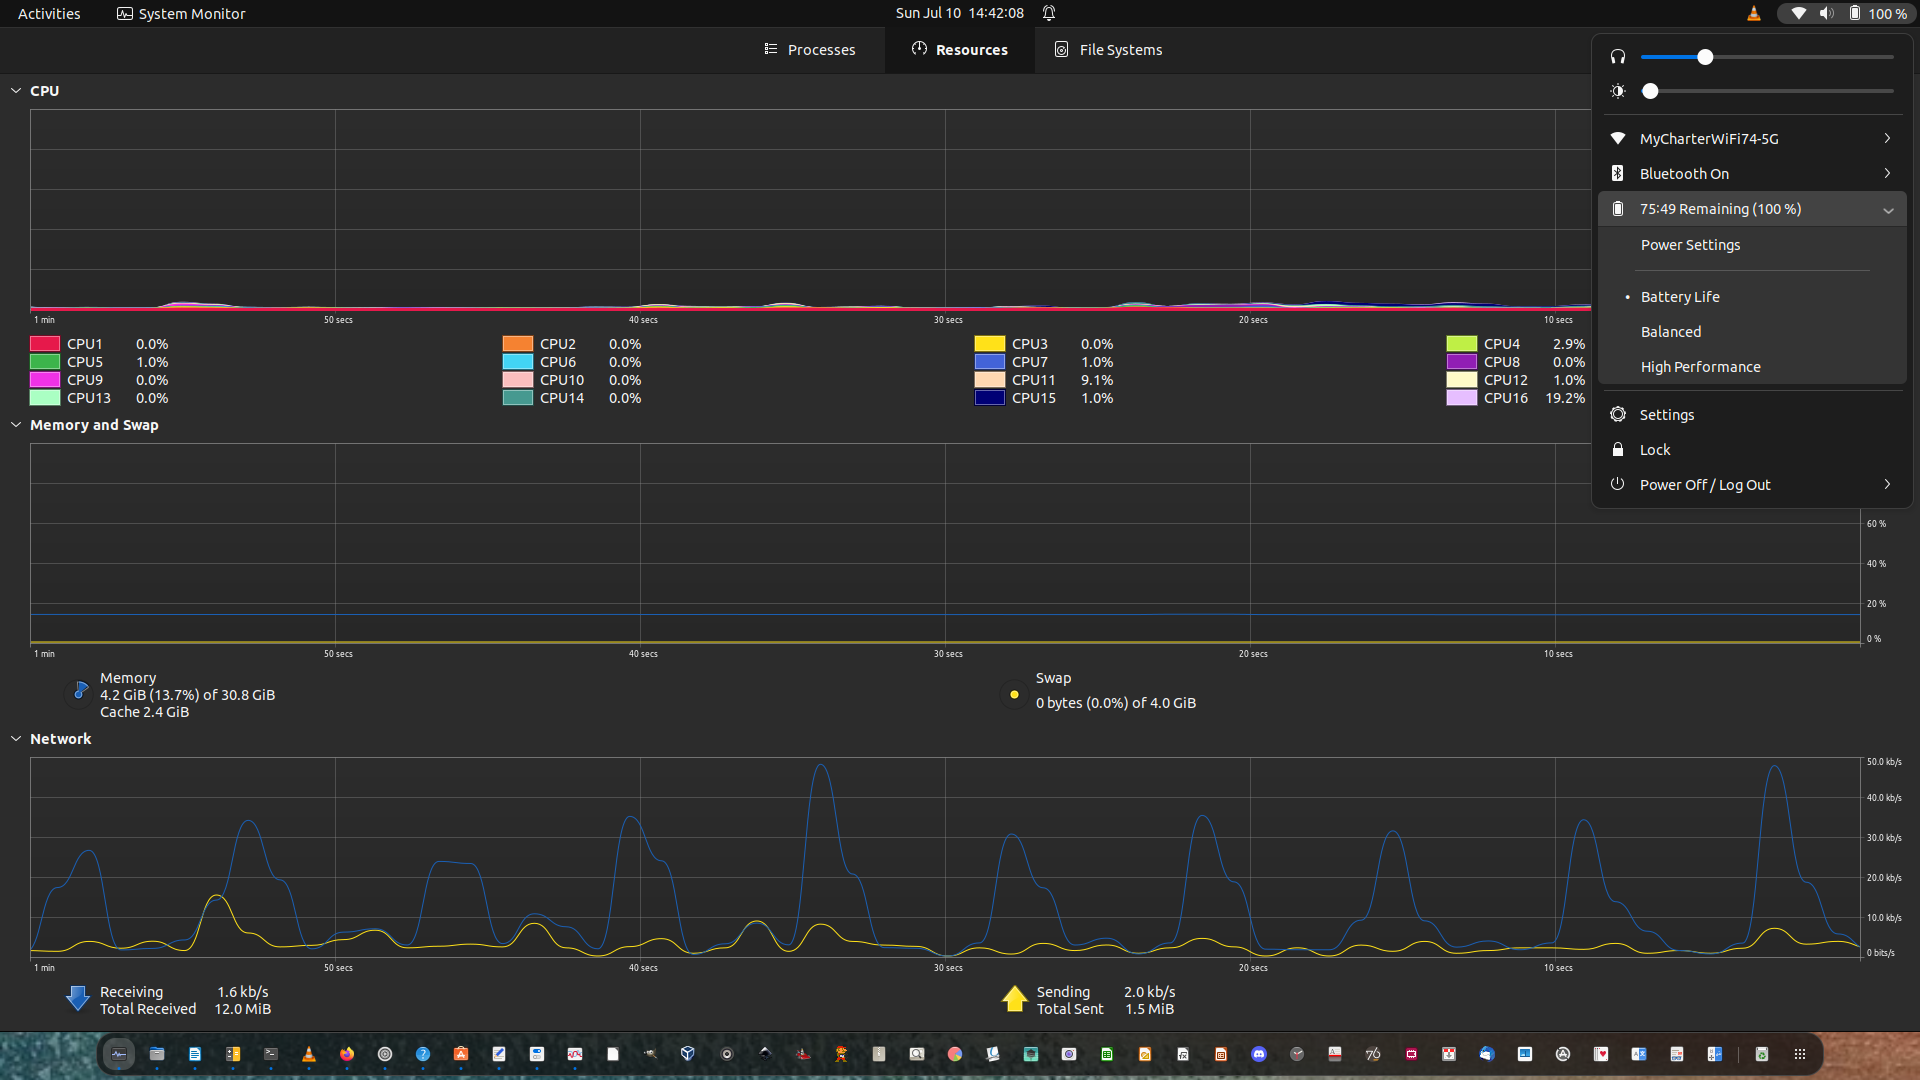 Activities System Monitor Sun Jul 10 14:42:08 100 %
Processes Resources File Systems
CPU
1 min 50 secs 40 secs 30 secs 20 secs 10 secs
CPU1 0.0% CPU2 0.0% CPU3 0.0% CPU4 2.9%
CPU5 1.0% CPU6 0.0% CPU7 1.0% CPU8 0.0%
CPU9 0.0% CPU10 0.0% CPU11 9.1% CPU12 1.0%
CPU13 0.0% CPU14 0.0% CPU15 1.0% CPU16 19.2%
MyCharterWiFi74-5G
Bluetooth On
75:49 Remaining (100 %)
Power Settings
• Battery Life
Balanced
High Performance
Settings
Lock
Power Off / Log Out
Memory and Swap
60 %
40 %
20 %
0 %
1 min 50 secs 40 secs 30 secs 20 secs 10 secs
Memory
4.2 GiB (13.7%) of 30.8 GiB
Cache 2.4 GiB
Swap
0 bytes (0.0%) of 4.0 GiB
Network
50.0 kb/s
40.0 kb/s
30.0 kb/s
20.0 kb/s
10.0 kb/s
0 bits/s
1 min 50 secs 40 secs 30 secs 20 secs 10 secs
Receiving 1.6 kb/s
Total Received 12.0 MiB
Sending 2.0 kb/s
Total Sent 1.5 MiB